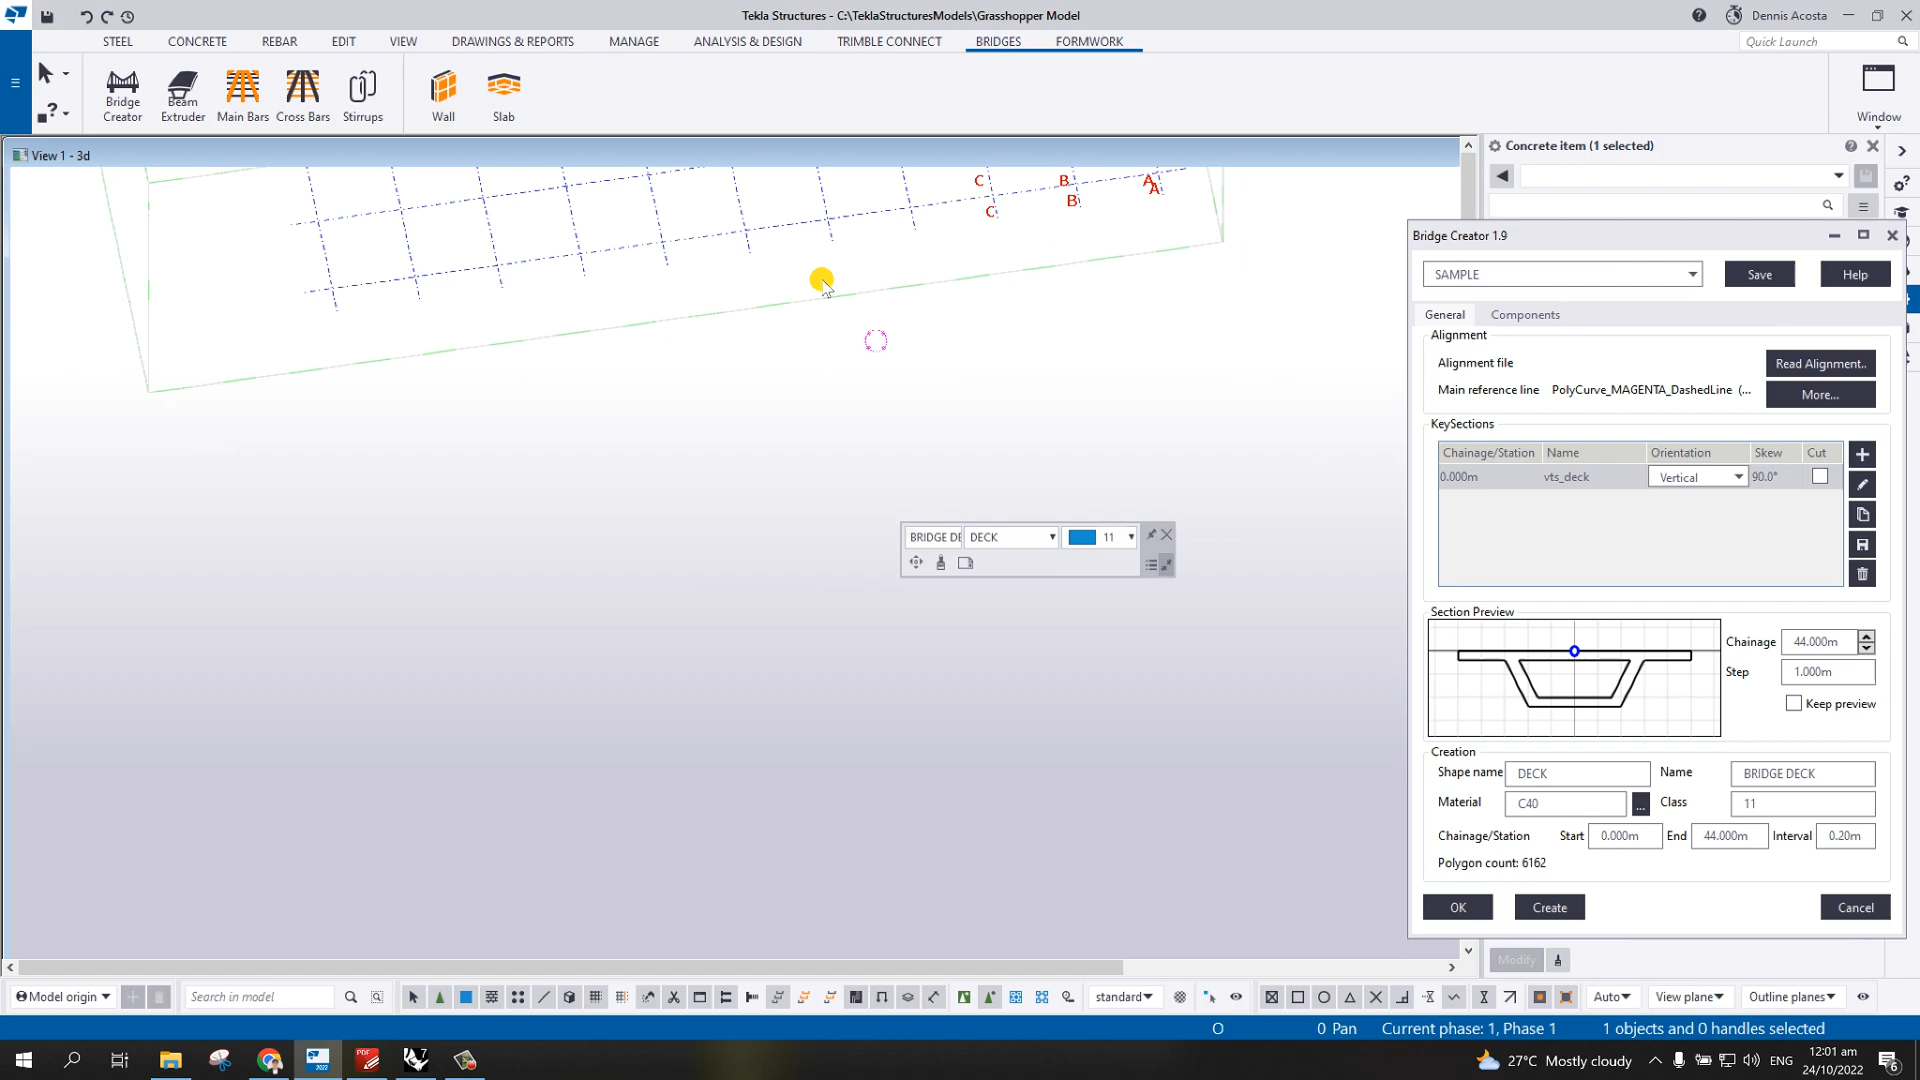 Tekla Structures - C:\TeklaStructuresModels\Grasshopper Model
Dennis Acosta
STEEL CONCRETE REBAR EDIT VIEW DRAWINGS & REPORTS MANAGE ANALYSIS & DESIGN TRIMBLE CONNECT BRIDGES FORMWORK
Quick Launch
Bridge Creator
Beam Extruder
Main Bars
Cross Bars
Stirrups
Wall
Slab
Window
View 1 - 3d
Concrete item (1 selected)
C B A
C B A
Bridge Creator 1.9
SAMPLE
Save
Help
General Components
Alignment
Alignment file
Read Alignment..
Main reference line PolyCurve_MAGENTA_DashedLine (...
More...
KeySections
Chainage/Station Name Orientation Skew Cut
0.000m vts_deck Vertical 90.0°
Section Preview
Chainage 44.000m
Step 1.000m
Keep preview
BRIDGE DE DECK 11
Creation
Shape name DECK Name BRIDGE DECK
Material C40 ... Class 11
Chainage/Station Start 0.000m End 44.000m Interval 0.20m
Polygon count: 6162
OK Create Cancel
Modify
Model origin Search in model standard Auto View plane Outline planes
O 0 Pan Current phase: 1, Phase 1 1 objects and 0 handles selected
2022
7
27°C Mostly cloudy ENG 12:01 am
24/10/2022
6